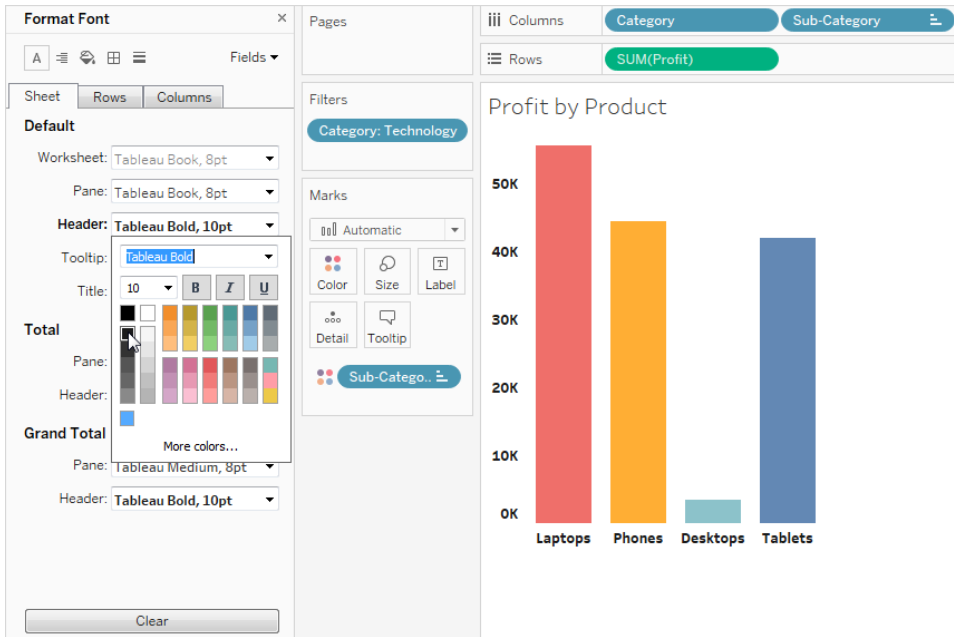 Format Font ×
A Fields
Sheet Rows Columns
Default
Worksheet: Tableau Book, 8pt
Pane: Tableau Book, 8pt
Header: Tableau Bold, 10pt
Tooltip: Tableau Bold
Title: 10 B I U
Total
Pane:
Header:
More colors...
Grand Total
Pane: Tableau Medium, 8pt
Header: Tableau Bold, 10pt
Clear
Pages
Filters
Category: Technology
Marks
Automatic
Color Size T Label
Detail Tooltip
Sub-Catego..
iii Columns Category Sub-Category
Rows SUM(Profit)
Profit by Product
50K
40K
30K
20K
10K
0K
Laptops Phones Desktops Tablets